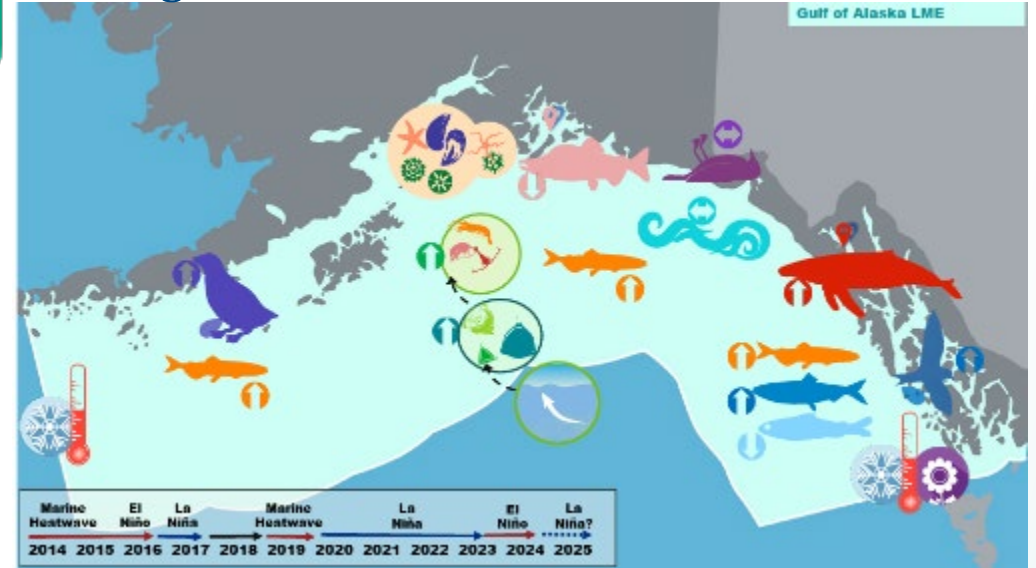 Gulf of Alaska LME
Marine El La Marine La El La
Heatwave Niño Niña Heatwave Niña Niño Niña?
2014 2015 2016 2017 2018 2019 2020 2021 2022 2023 2024 2025